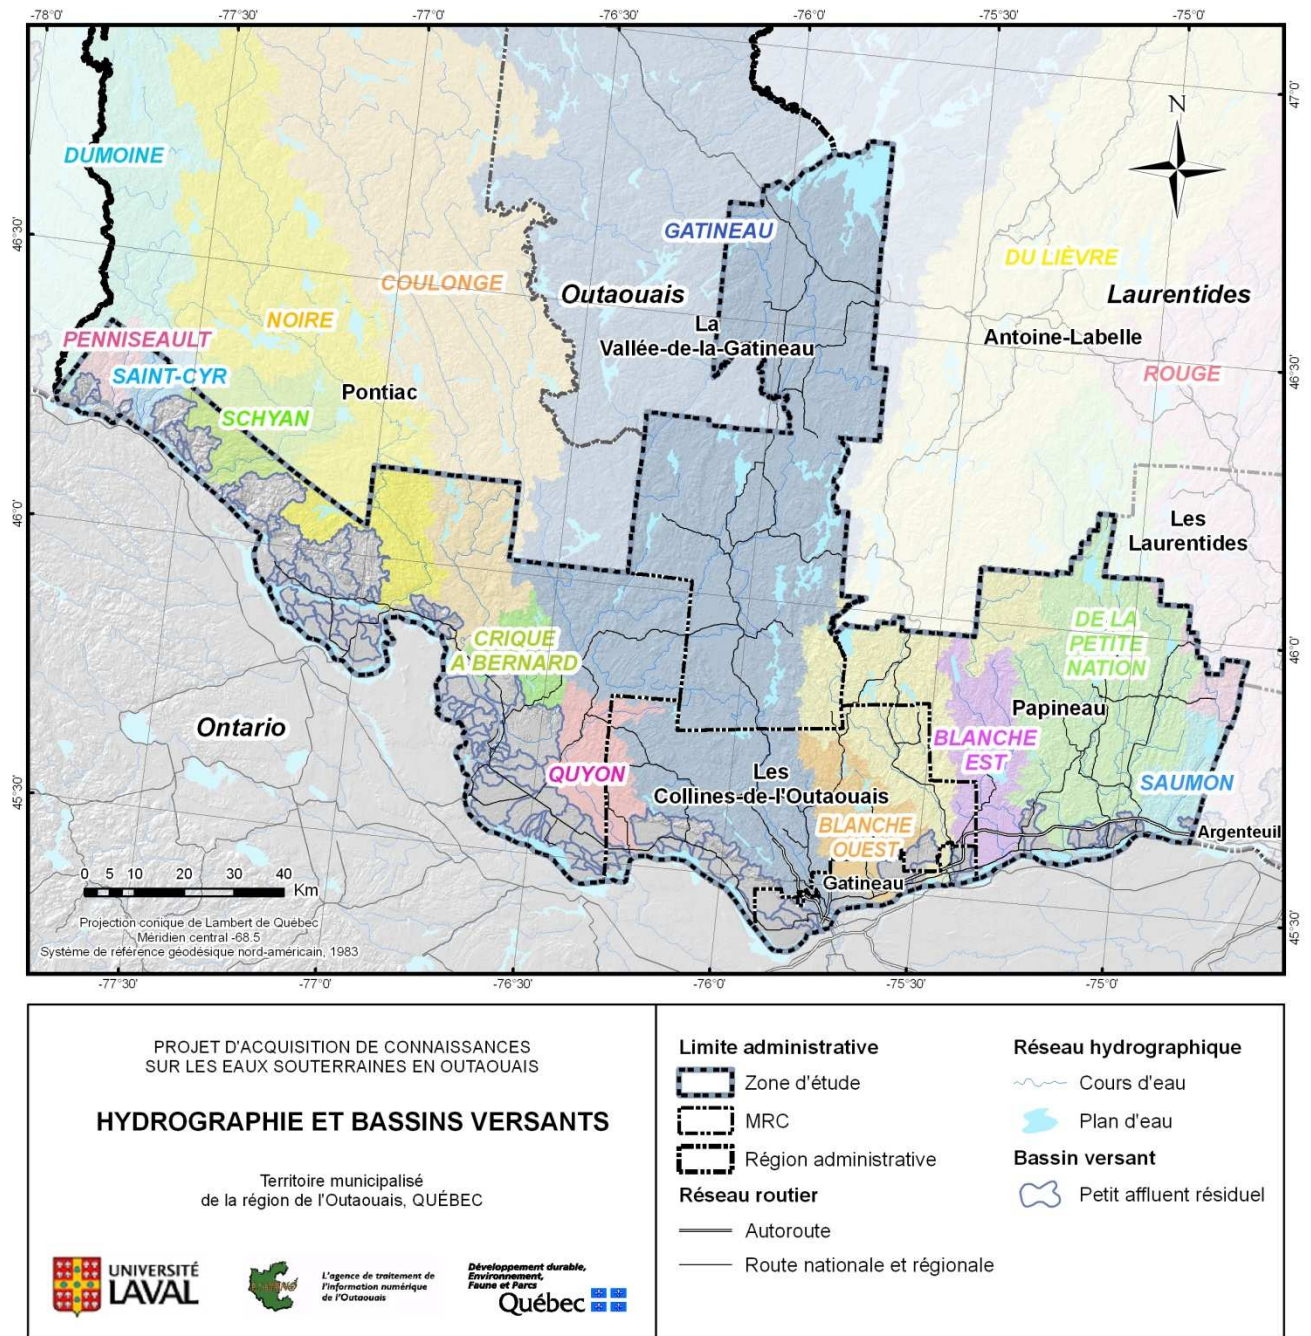 -78°0'
-77°30'
-77°0'
-76°30'
-76°0'
-75°30'
-75°0'
47°0'
N
DUMOINE
46°30'
GATINEAU
DU LIÈVRE
COULONGE
Outaouais
Laurentides
NOIRE
La
Vallée-de-la-Gatineau
Antoine-Labelle
PENNISEAULT
SAINT-CYR
ROUGE
46°30'
Pontiac
SCHYAN
46°0'
Les
Laurentides
CRIQUE
A BERNARD
DE LA
PETITE
NATION
46°0'
Ontario
Papineau
BLANCHE
EST
QUYON
Les
Collines-de-l'Outaouais
SAUMON
45°30'
BLANCHE
OUEST
Argenteuil
Gatineau
0 5 10 20 30 40
Km
Projection conique de Lambert de Québec
Méridien central -68.5
Système de référence géodésique nord-américain, 1983
45°30'
-77°30'
-77°0'
-76°30'
-76°0'
-75°30'
-75°0'
PROJET D'ACQUISITION DE CONNAISSANCES
SUR LES EAUX SOUTERRAINES EN OUTAOUAIS
HYDROGRAPHIE ET BASSINS VERSANTS
Territoire municipalisé
de la région de l'Outaouais, QUÉBEC
UNIVERSITÉ
LAVAL
L'agence de traitement de
l'information numérique
de l'Outaouais
Développement durable,
Environnement,
Faune et Parcs
Québec
Limite administrative
Zone d'étude
MRC
Région administrative
Réseau routier
Autoroute
Route nationale et régionale
Réseau hydrographique
Cours d'eau
Plan d'eau
Bassin versant
Petit affluent résiduel